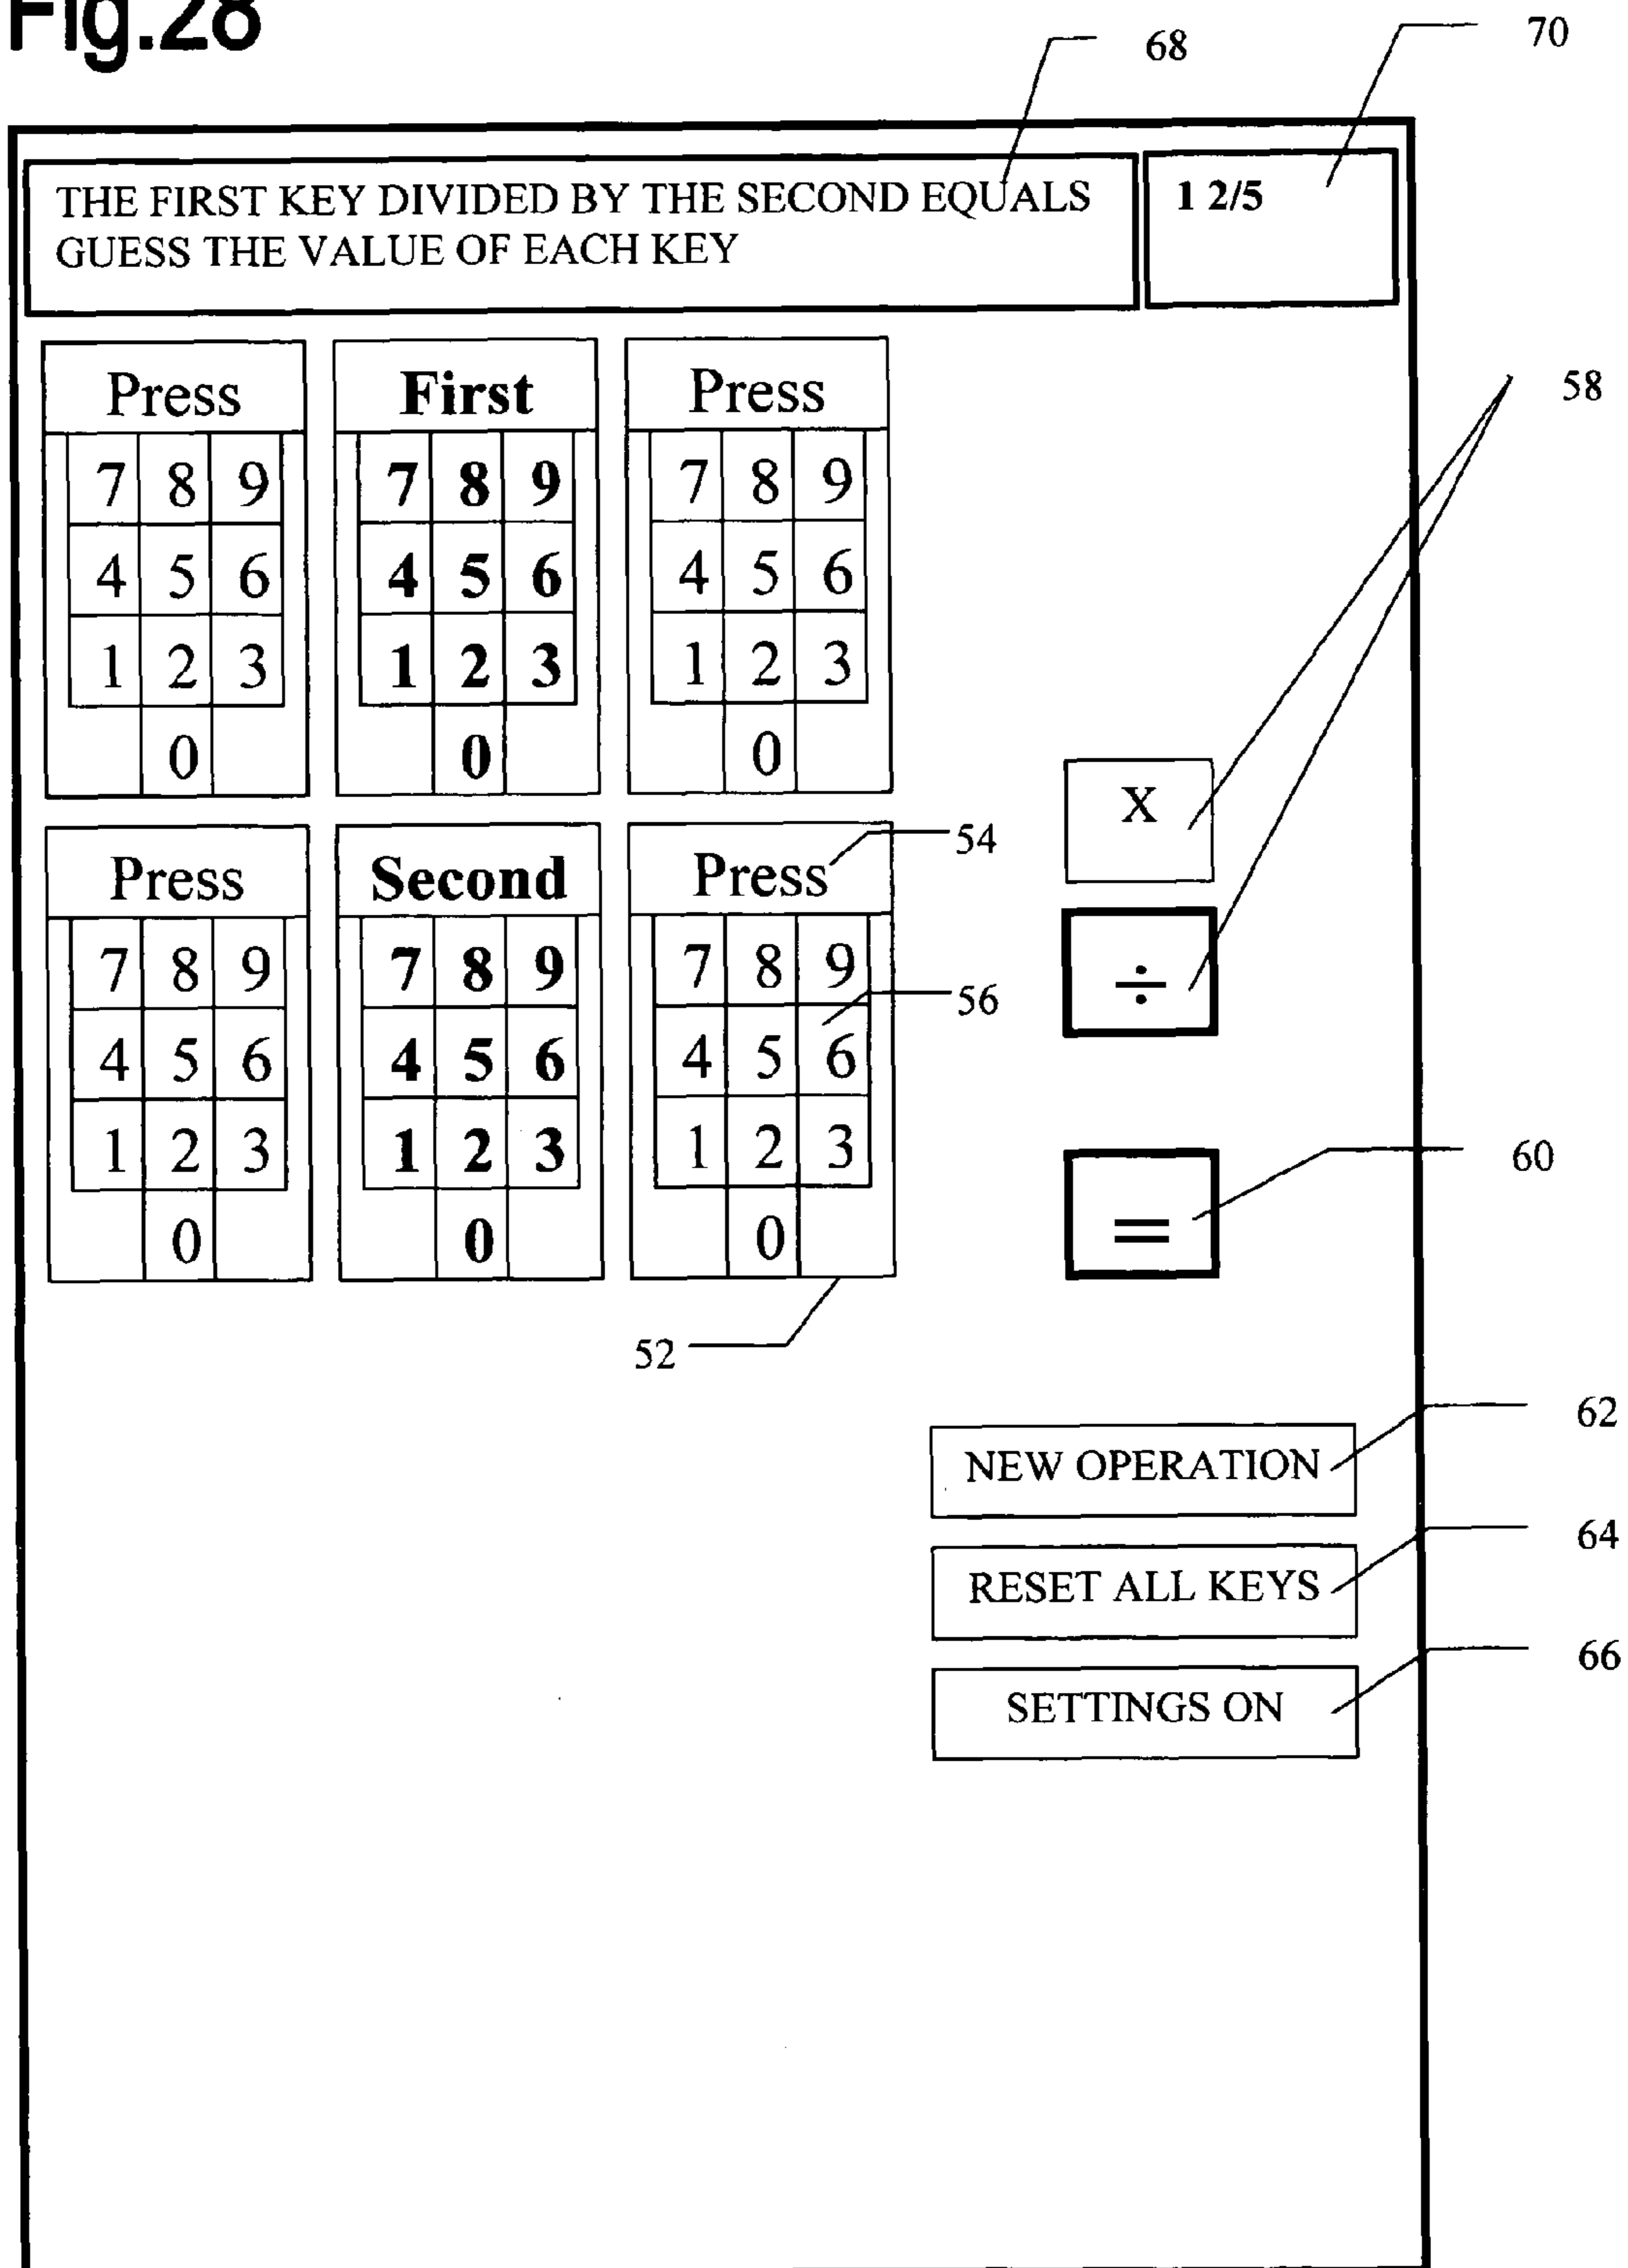 Fig.28
68
70
THE FIRST KEY DIVIDED BY THE SECOND EQUALS
GUESS THE VALUE OF EACH KEY
1 2/5
58
Press
7 8 9
4 5 6
1 2 3
0
First
7 8 9
4 5 6
1 2 3
0
Press
7 8 9
4 5 6
1 2 3
0
X
÷
=
Press
7 8 9
4 5 6
1 2 3
0
Second
7 8 9
4 5 6
1 2 3
0
Press
7 8 9
4 5 6
1 2 3
0
54
56
60
52
62
NEW OPERATION
64
RESET ALL KEYS
66
SETTINGS ON